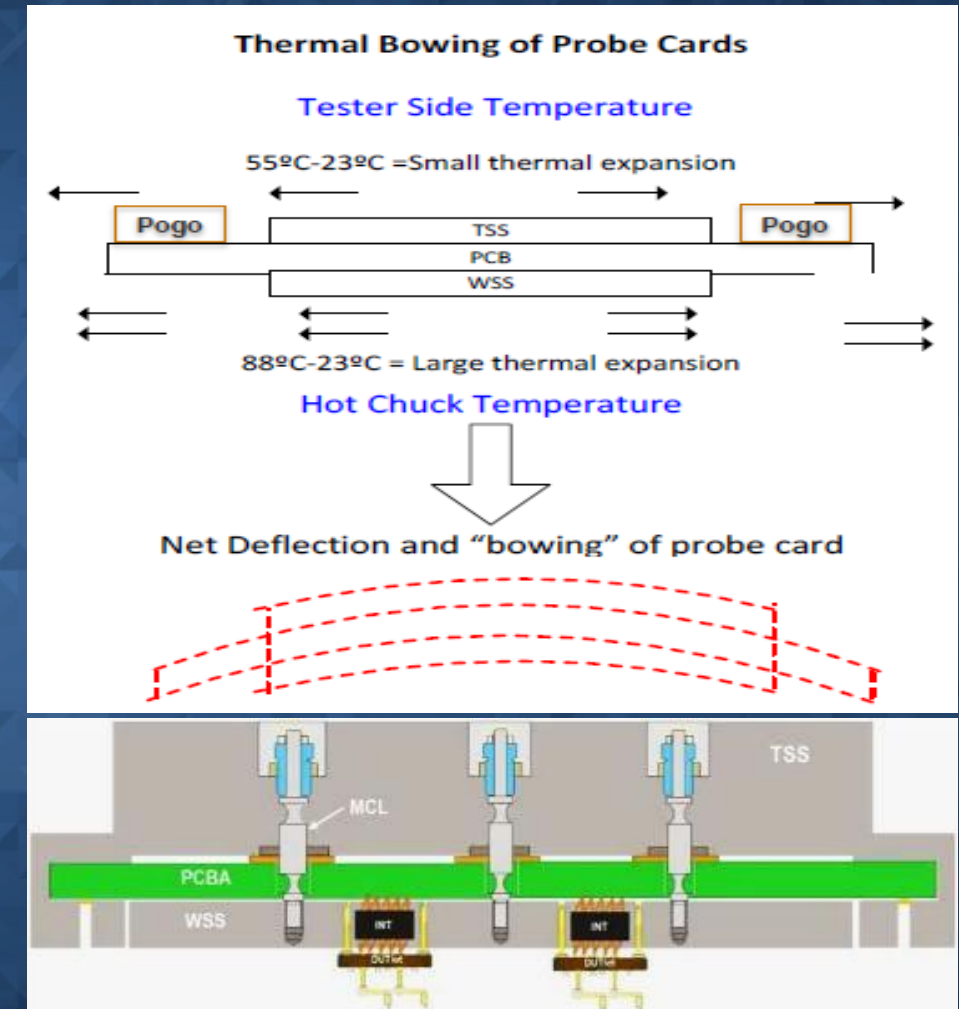 Thermal Bowing of Probe Cards
Tester Side Temperature
55ºC-23ºC =Small thermal expansion
Pogo
TSS
Pogo
PCB
WSS
88ºC-23ºC = Large thermal expansion
Hot Chuck Temperature
Net Deflection and “bowing” of probe card
TSS
MCL
PCBA
WSS
INT
INT
DUTlet
DUTlet